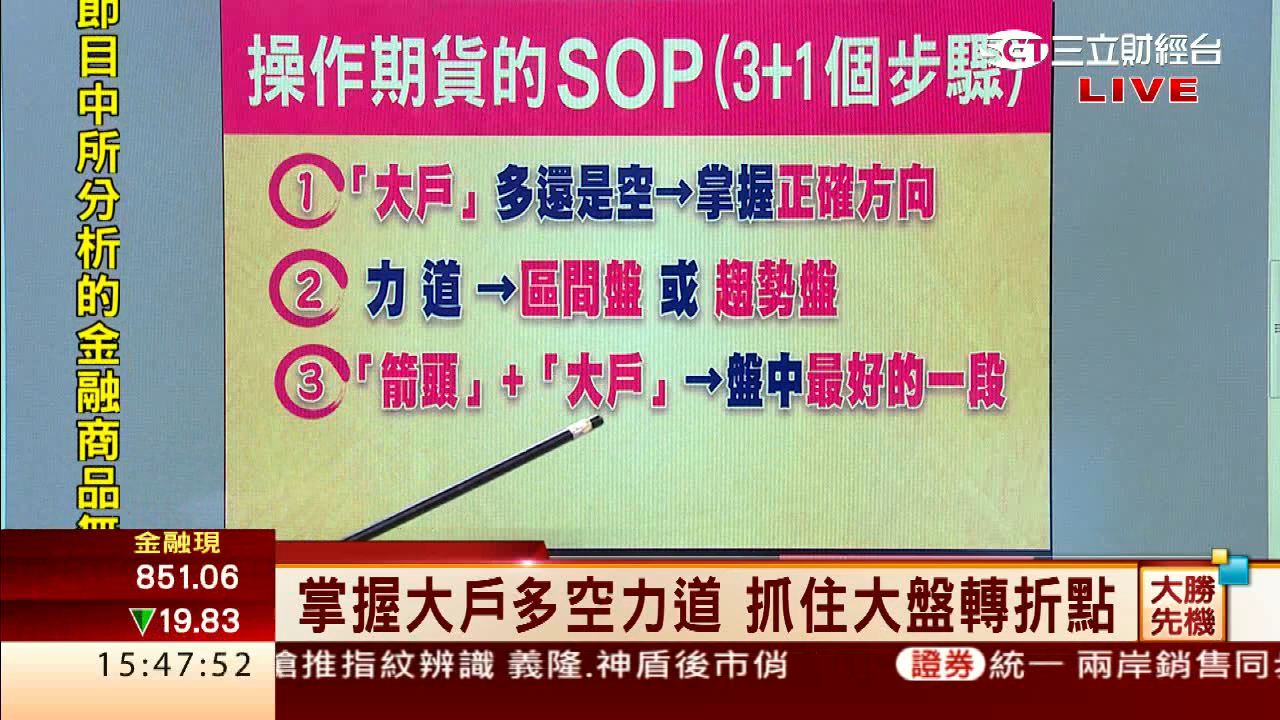 節目中所分析的金融商品無
操作期貨的SOP(3+1個步驟)
SET三立財經台
LIVE
1「大戶」多還是空→掌握正確方向
2 力道→區間盤 或 趨勢盤
3「箭頭」+「大戶」→盤中最好的一段
金融現
851.06
▼19.83
15:47:52
掌握大戶多空力道 抓住大盤轉折點
大勝
先機
搶推指紋辨識 義隆.神盾後市俏
證券 統一 兩岸銷售同步